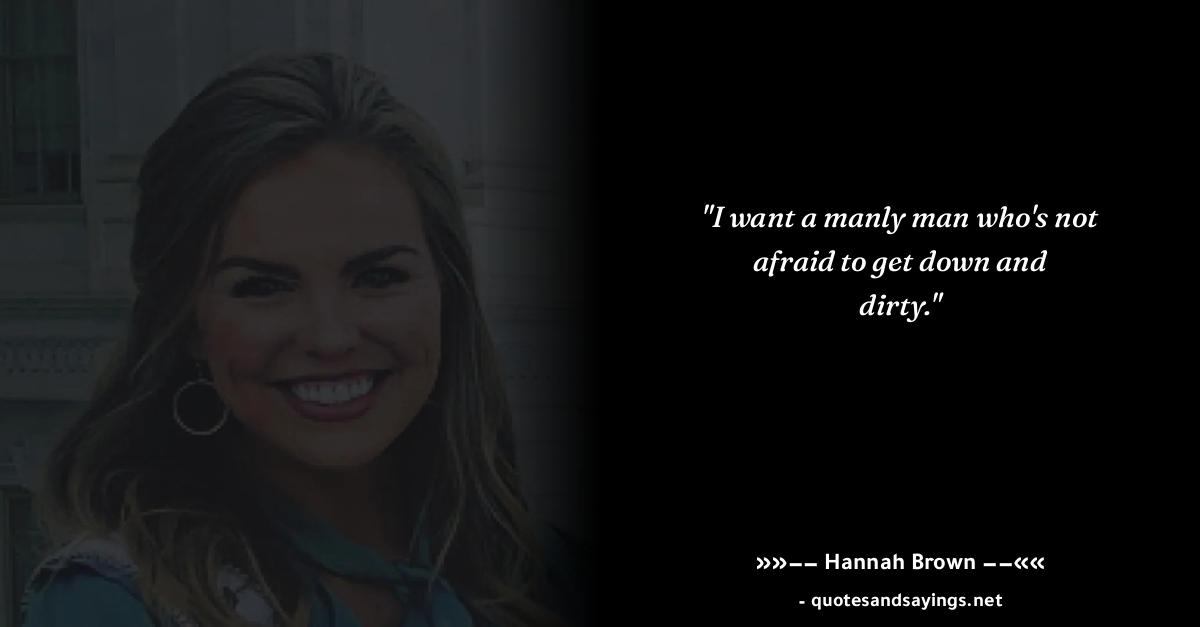 "I want a manly man who's not
afraid to get down and
dirty."
»»−− Hannah Brown −−««
- quotesandsayings.net